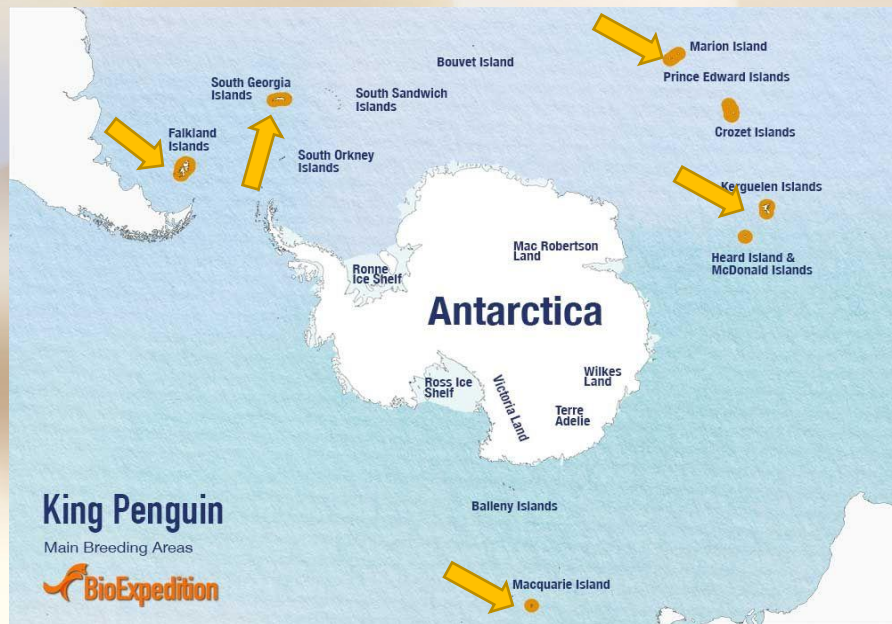 Marion Island
Bouvet Island
Prince Edward Islands
South Georgia
Islands
South Sandwich
Islands
Crozet Islands
Falkland
Islands
South Orkney
Islands
Kerguelen Islands
Mac Robertson
Land
Heard Island &
McDonald Islands
Ronne
Ice Shelf
Antarctica
Ross Ice
Shelf
Victoria Land
Wilkes
Land
Terre
Adelie
King Penguin
Main Breeding Areas
BioExpedition
Balleny Islands
Macquarie Island